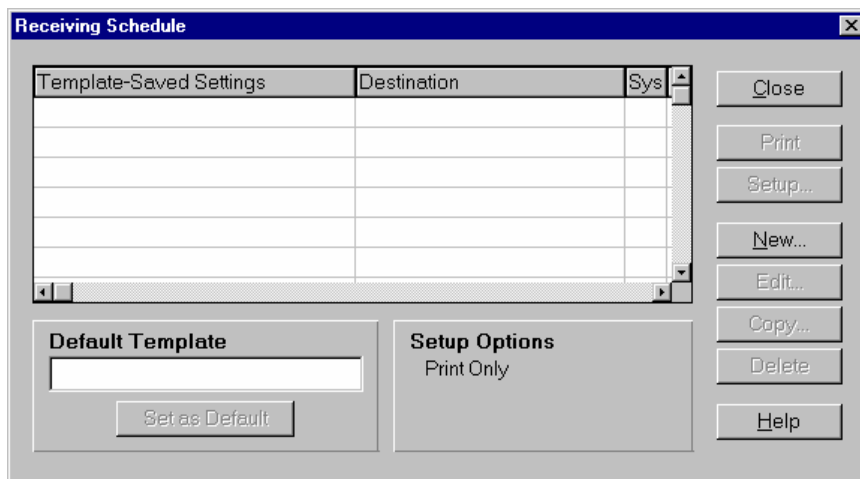 Receiving Schedule
Template-Saved Settings Destination Sys
Close
Print
Setup...
New...
Edit...
Copy...
Delete
Help
Default Template
Set as Default
Setup Options
Print Only